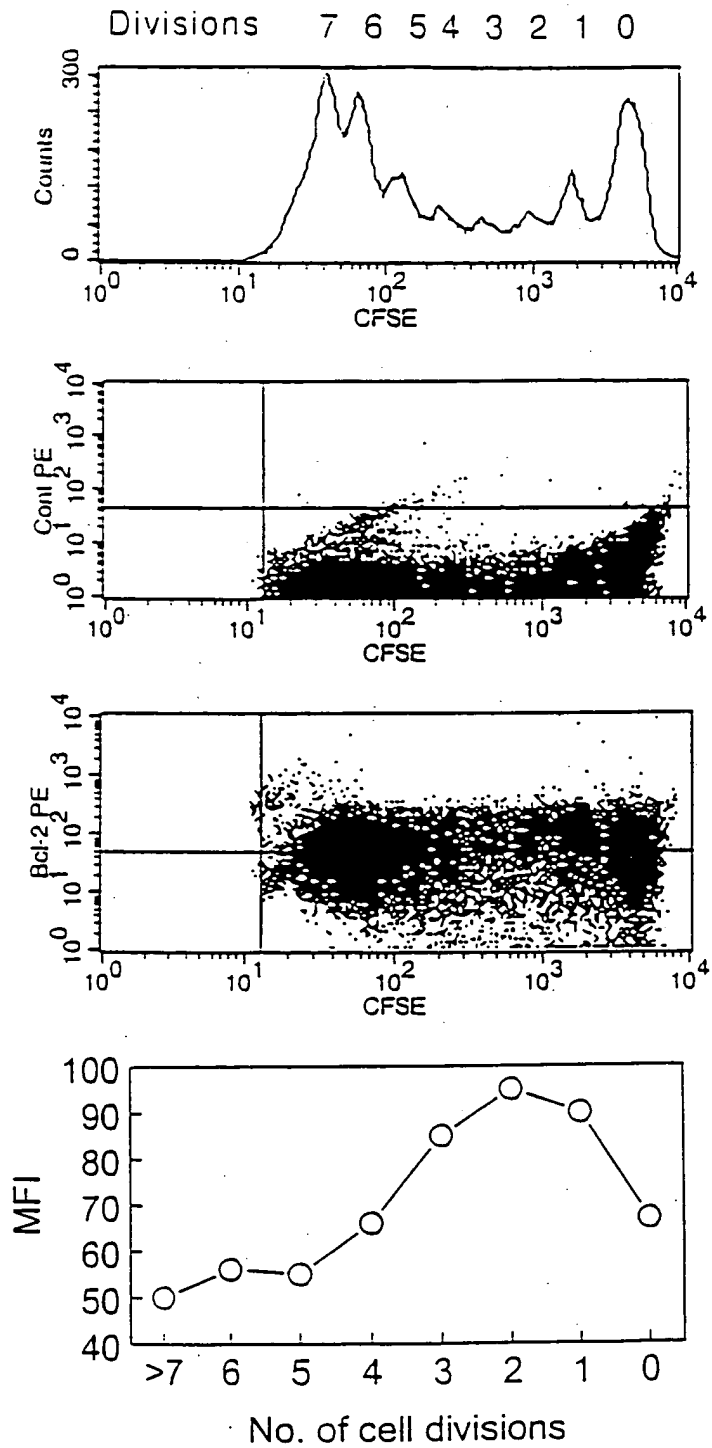 Divisions 7 6 5 4 3 2 1 0
300
Counts
0
10^0 10^1 10^2 10^3 10^4
CFSE
10^4
10^3
10^2
10^1
10^0
Conl PE
10^0 10^1 10^2 10^3 10^4
CFSE
10^4
10^3
10^2
10^1
10^0
Bcl-2 PE
10^0 10^1 10^2 10^3 10^4
CFSE
100
90
80
70
60
50
40
MFI
>7 6 5 4 3 2 1 0
No. of cell divisions